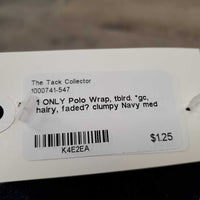 The Tack Collector
1000741-547
1 ONLY Polo Wrap, tbird. *gc,
hairy, faded? clumpy Navy med
K4E2EA
$1.25